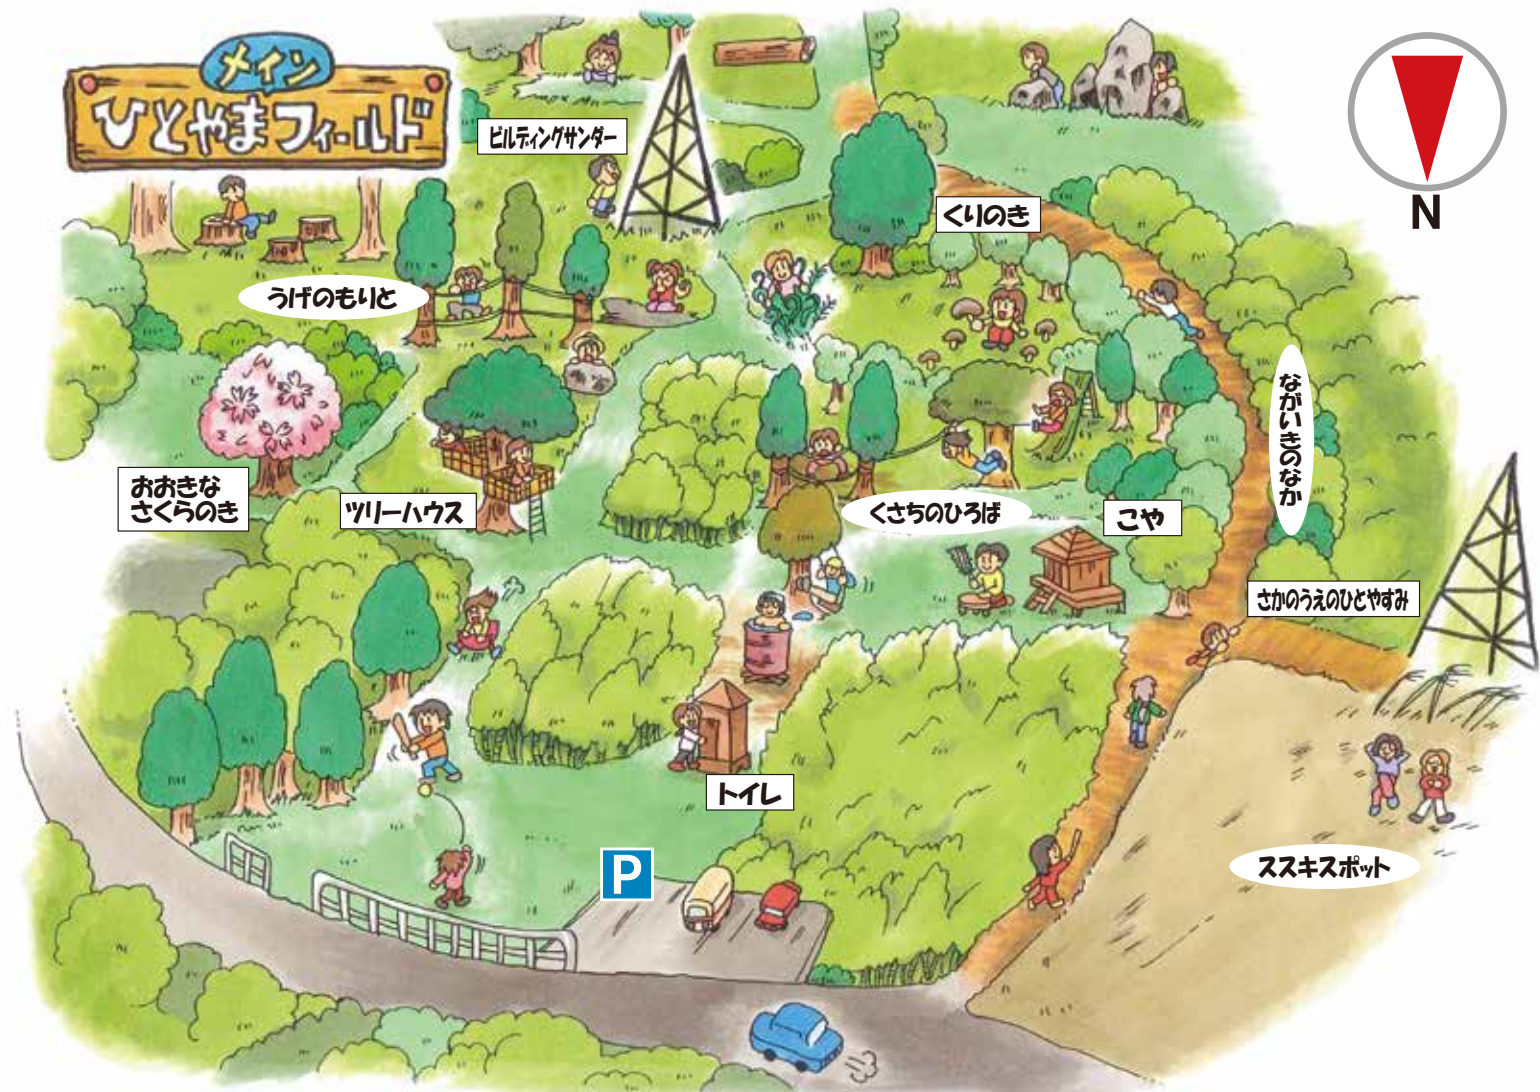 メイン
ひとやまフィールド
ビルディングサンダー
N
くりのき
うげのもりと
ながいきのなか
おおきな
さくらのき
ツリーハウス
くさちのひろば
こや
さかのうえのひとやすみ
トイレ
P
ススキスポット